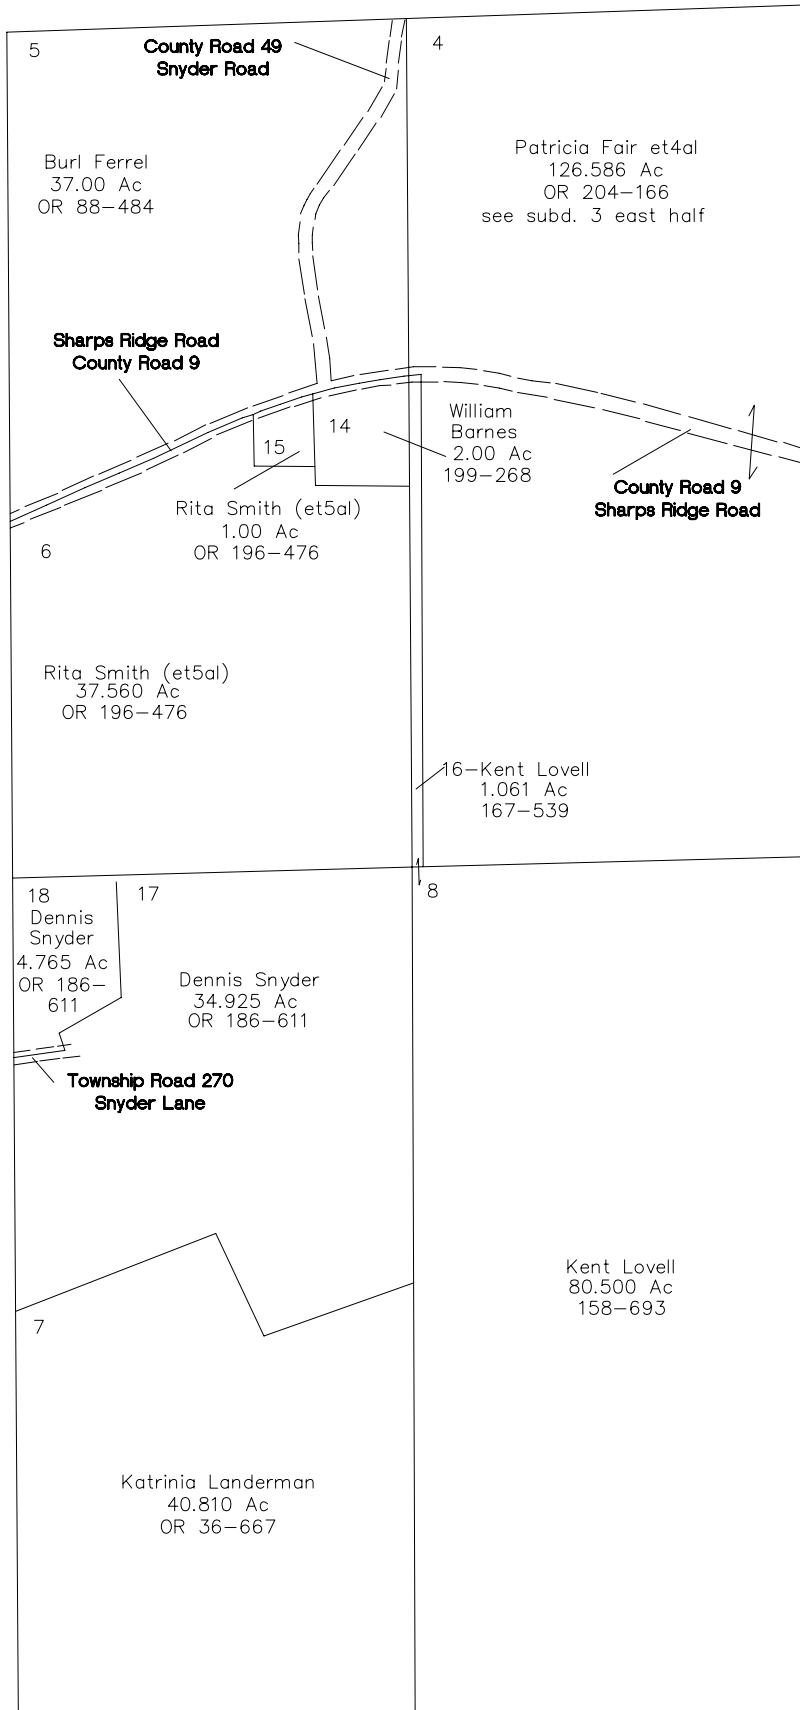 5
County Road 49
Snyder Road
4
Burl Ferrel
37.00 Ac
OR 88-484
Patricia Fair et4al
126.586 Ac
OR 204-166
see subd. 3 east half
Sharps Ridge Road
County Road 9
14
William
Barnes
2.00 Ac
199-268
15
County Road 9
Sharps Ridge Road
Rita Smith (et5al)
1.00 Ac
OR 196-476
6
Rita Smith (et5al)
37.560 Ac
OR 196-476
16-Kent Lovell
1.061 Ac
167-539
18
Dennis
Snyder
4.765 Ac
OR 186-
611
17
8
Dennis Snyder
34.925 Ac
OR 186-611
Township Road 270
Snyder Lane
Kent Lovell
80.500 Ac
158-693
7
Katrinia Landerman
40.810 Ac
OR 36-667